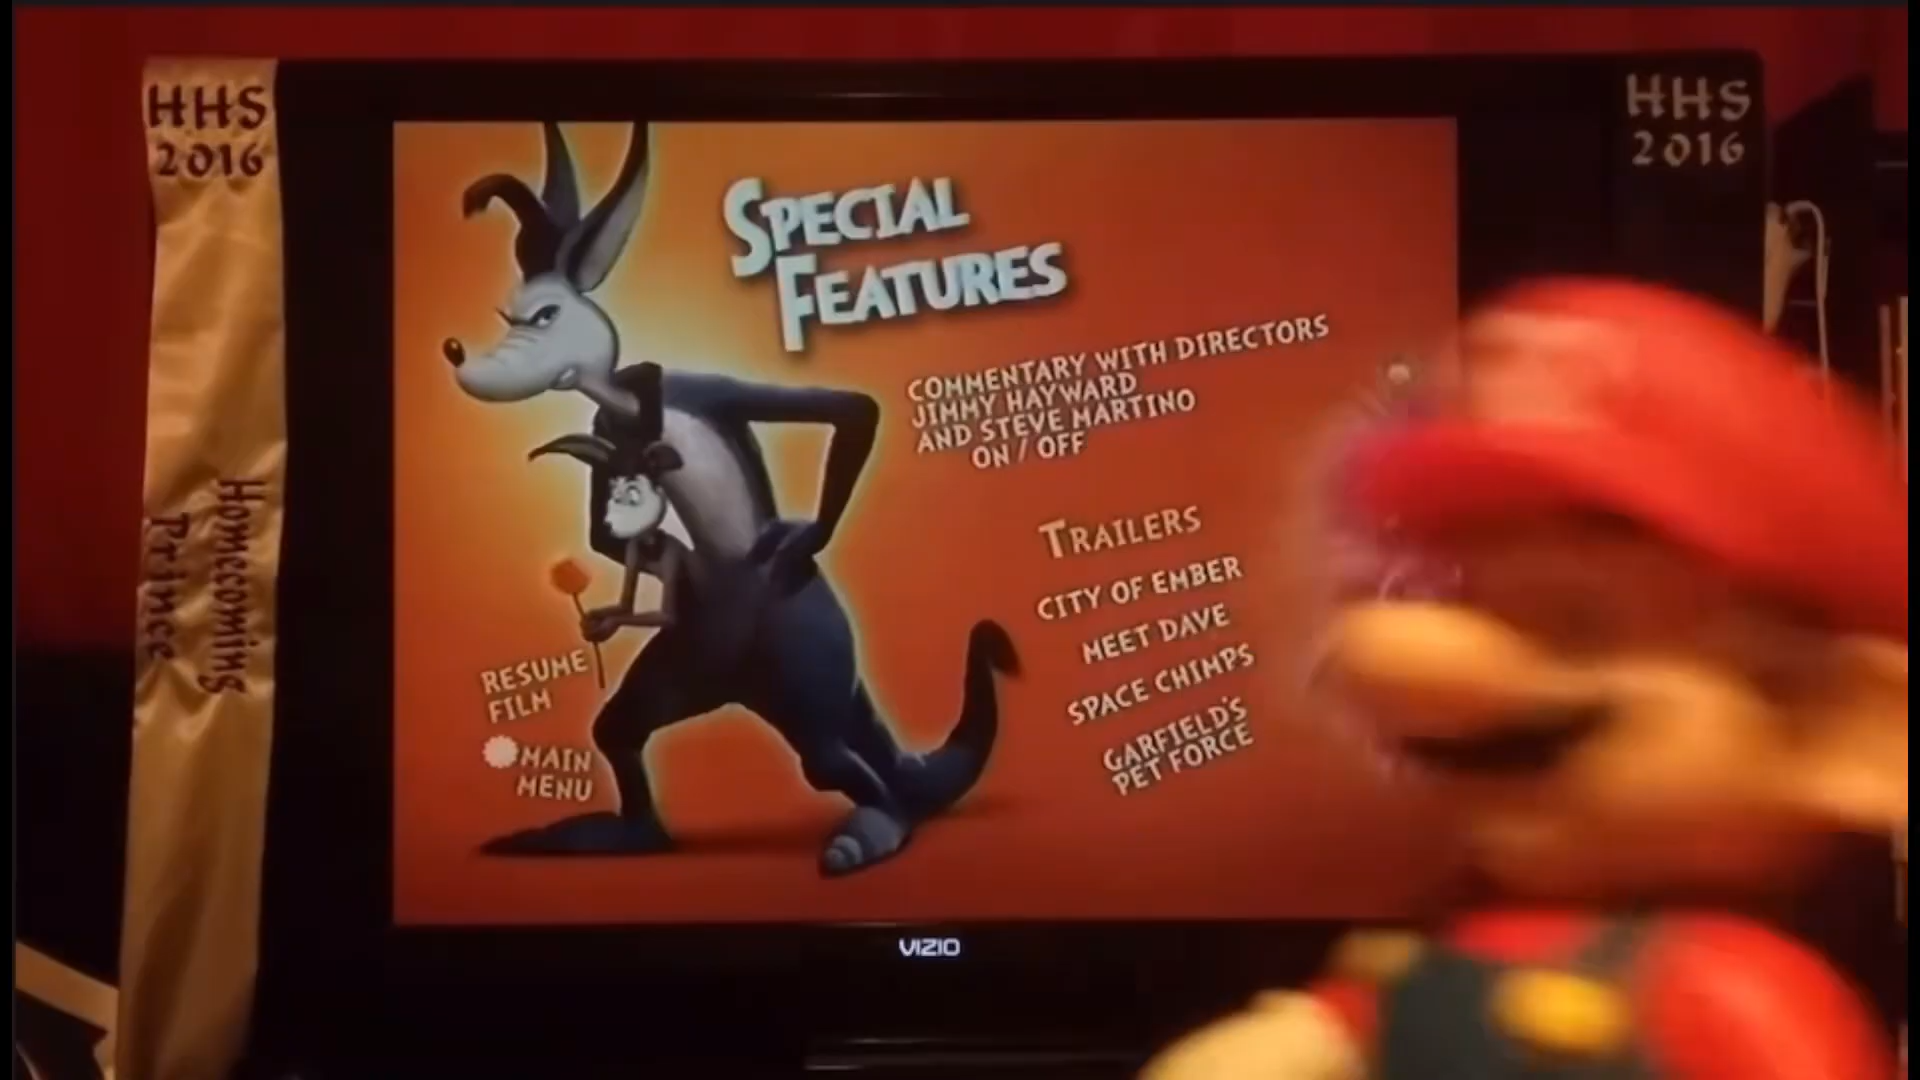 HHS
2016
Homecoming
Prince
HHS
2016
SPECIAL
FEATURES
COMMENTARY WITH DIRECTORS
JIMMY HAYWARD
AND STEVE MARTINO
ON / OFF
TRAILERS
CITY OF EMBER
MEET DAVE
SPACE CHIMPS
GARFIELD'S
PET FORCE
RESUME
FILM
MAIN
MENU
VIZIO